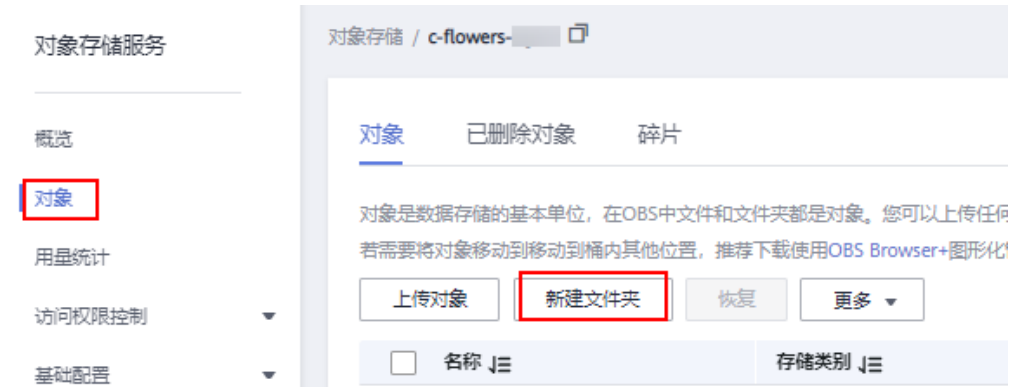 对象存储服务
概览
对象
用量统计
访问权限控制
基础配置
对象存储 / c-flowers-
对象 已删除对象 碎片
对象是数据存储的基本单位，在OBS中文件和文件夹都是对象。您可以上传任何
若需要将对象移动到移动到桶内其他位置，推荐下载使用OBS Browser+图形化
上传对象 新建文件夹 恢复 更多
名称 存储类别